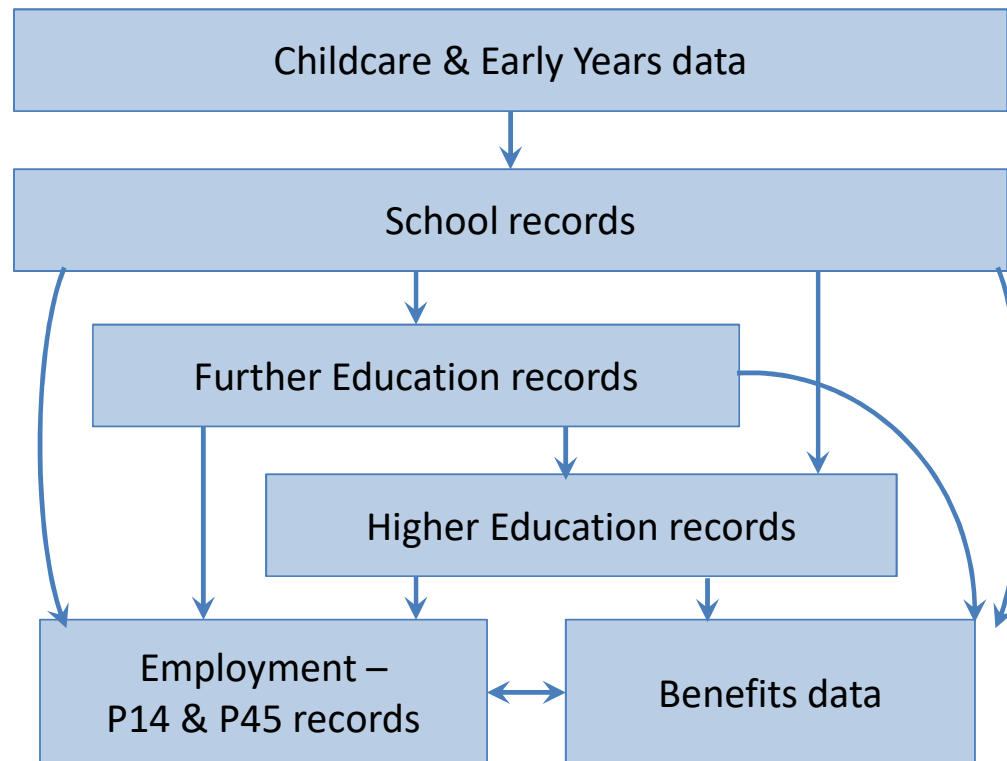 Childcare & Early Years data
School records
Further Education records
Higher Education records
Employment –
P14 & P45 records
Benefits data